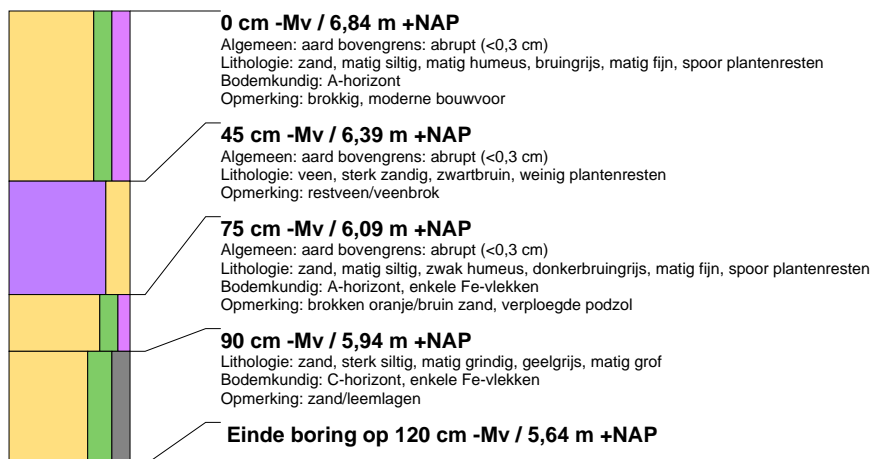 0 cm -Mv / 6,84 m +NAP
Algemeen: aard bovengrens: abrupt (<0,3 cm)
Lithologie: zand, matig siltig, matig humeus, bruingrijs, matig fijn, spoor plantenresten
Bodemkundig: A-horizont
Opmerking: brokkig, moderne bouwvoor
45 cm -Mv / 6,39 m +NAP
Algemeen: aard bovengrens: abrupt (<0,3 cm)
Lithologie: veen, sterk zandig, zwartbruin, weinig plantenresten
Opmerking: restveen/veenbrok
75 cm -Mv / 6,09 m +NAP
Algemeen: aard bovengrens: abrupt (<0,3 cm)
Lithologie: zand, matig siltig, zwak humeus, donkerbruingrijs, matig fijn, spoor plantenresten
Bodemkundig: A-horizont, enkele Fe-vlekken
Opmerking: brokken oranje/bruin zand, verploegde podzol
90 cm -Mv / 5,94 m +NAP
Lithologie: zand, sterk siltig, matig grindig, geelgrijs, matig grof
Bodemkundig: C-horizont, enkele Fe-vlekken
Opmerking: zand/leemlagen
Einde boring op 120 cm -Mv / 5,64 m +NAP